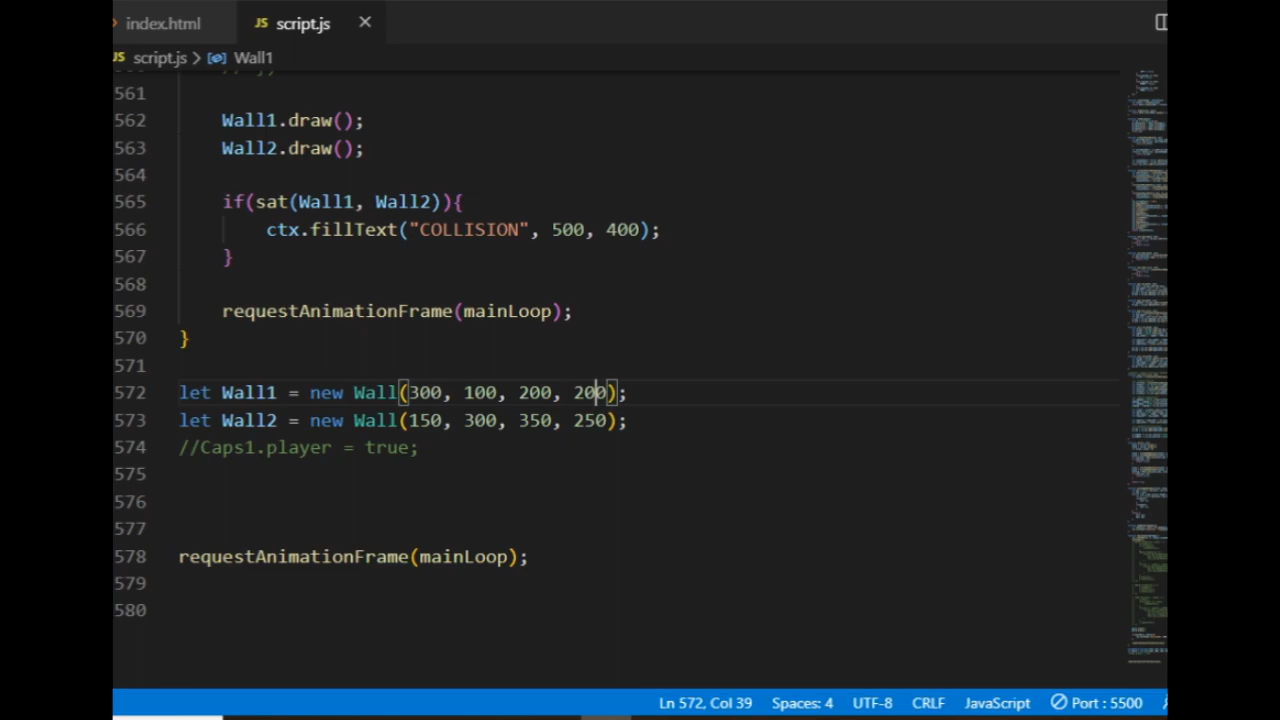 index.html
JS script.js
JS script.js > Wall1
561
562 Wall1.draw();
563 Wall2.draw();
564
565 if(sat(Wall1, Wall2)){
566 ctx.fillText("COLLISION", 500, 400);
567 }
568
569 requestAnimationFrame(mainLoop);
570 }
571
572 let Wall1 = new Wall(300, 100, 200, 200);
573 let Wall2 = new Wall(150, 300, 350, 250);
574 //Caps1.player = true;
575
576
577
578 requestAnimationFrame(mainLoop);
579
580
Ln 572, Col 39 Spaces: 4 UTF-8 CRLF JavaScript Port : 5500